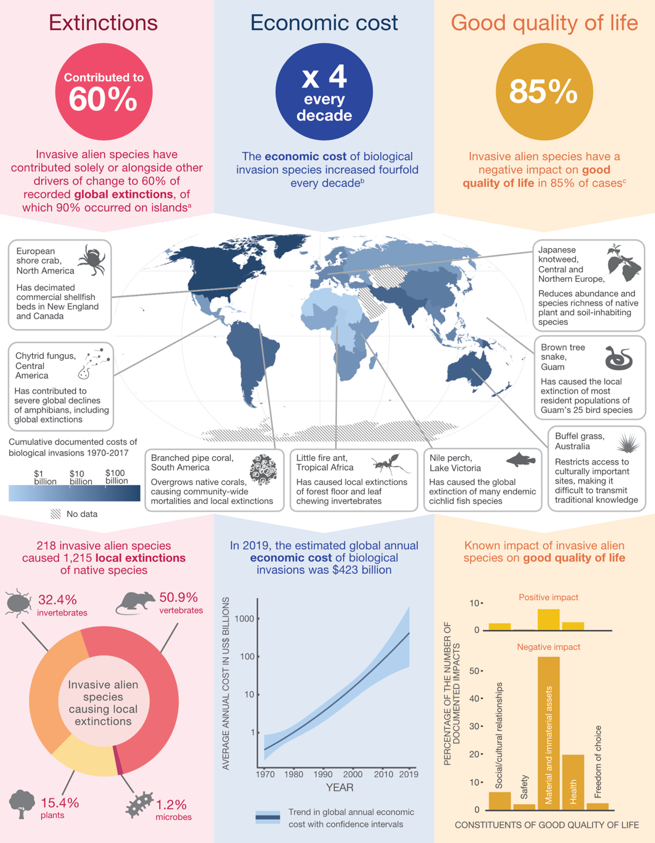 Extinctions
Contributed to
60%
Invasive alien species have
contributed solely or alongside other
drivers of change to 60% of
recorded global extinctions, of
which 90% occurred on islandsᵃ
Economic cost
x 4
every
decade
The economic cost of biological
invasion species increased fourfold
every decadeᵇ
Good quality of life
85%
Invasive alien species have a
negative impact on good
quality of life in 85% of casesᶜ
European
shore crab,
North America
Has decimated
commercial shellfish
beds in New England
and Canada
Chytrid fungus,
Central
America
Has contributed to
severe global declines
of amphibians, including
global extinctions
Japanese
knotweed,
Central and
Northern Europe,
Reduces abundance and
species richness of native
plant and soil-inhabiting
species
Brown tree
snake,
Guam
Has caused the local
extinction of most
resident populations of
Guam's 25 bird species
Buffel grass,
Australia
Restricts access to
culturally important
sites, making it
difficult to transmit
traditional knowledge
Branched pipe coral,
South America
Overgrows native corals,
causing community-wide
mortalities and local extinctions
Little fire ant,
Tropical Africa
Has caused local extinctions
of forest floor and leaf
chewing invertebrates
Nile perch,
Lake Victoria
Has caused the global
extinction of many endemic
cichlid fish species
Cumulative documented costs of
biological invasions 1970-2017
$1 billion
$10 billion
$100 billion
No data
218 invasive alien species
caused 1,215 local extinctions
of native species
32.4%
invertebrates
50.9%
vertebrates
Invasive alien
species
causing local
extinctions
15.4%
plants
1.2%
microbes
In 2019, the estimated global annual
economic cost of biological
invasions was $423 billion
AVERAGE ANNUAL COST IN US$ BILLIONS
1000
100
10
1
1970 1980 1990 2000 2010 2019
YEAR
Trend in global annual economic
cost with confidence intervals
Known impact of invasive alien
species on good quality of life
PERCENTAGE OF THE NUMBER OF
DOCUMENTED IMPACTS
Positive impact
10
0
Negative impact
50
40
30
20
10
0
Social/cultural relationships
Safety
Material and immaterial assets
Health
Freedom of choice
CONSTITUENTS OF GOOD QUALITY OF LIFE